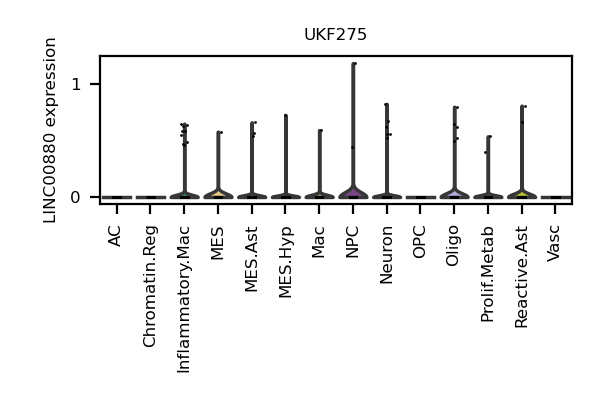 UKF275
LINC00880 expression
1
0
AC
Chromatin.Reg
Inflammatory.Mac
MES
MES.Ast
MES.Hyp
Mac
NPC
Neuron
OPC
Oligo
Prolif.Metab
Reactive.Ast
Vasc